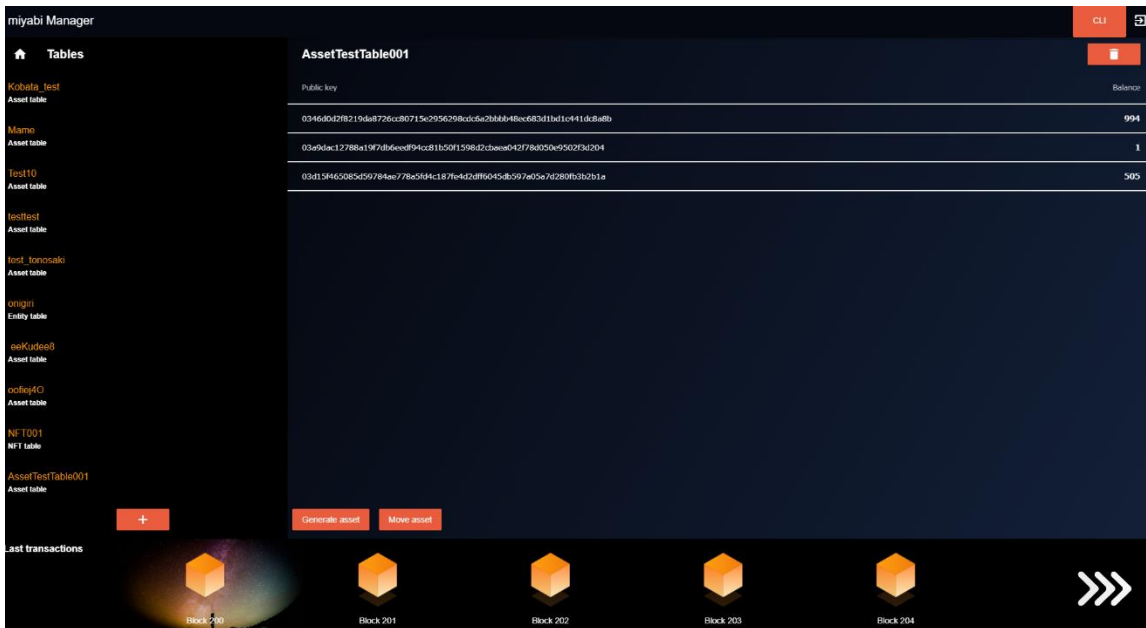 miyabi Manager
CLI
Tables
Kobata_test
Asset table
Mamo
Asset table
Test10
Asset table
testtest
Asset table
test_tonosaki
Asset table
onigiri
Entity table
eeKudee8
Asset table
oofiej4O
Asset table
NFT001
NFT table
AssetTestTable001
Asset table
+
AssetTestTable001
Public key Balance
0346d0d2f8219da8726cc80715e2956298cdc6a2bbbb48ec683d1bd1c441dc8a8b 994
03a9dac12788a19f7db6eedf94cc81b50f1598d2cbaea042f78d050e9502f3d204 1
03d15f465085d59784ae778a5fd4c187fe4d2dff6045db597a05a7d280fb3b2b1a 505
Generate asset Move asset
Last transactions
Block 200 Block 201 Block 202 Block 203 Block 204